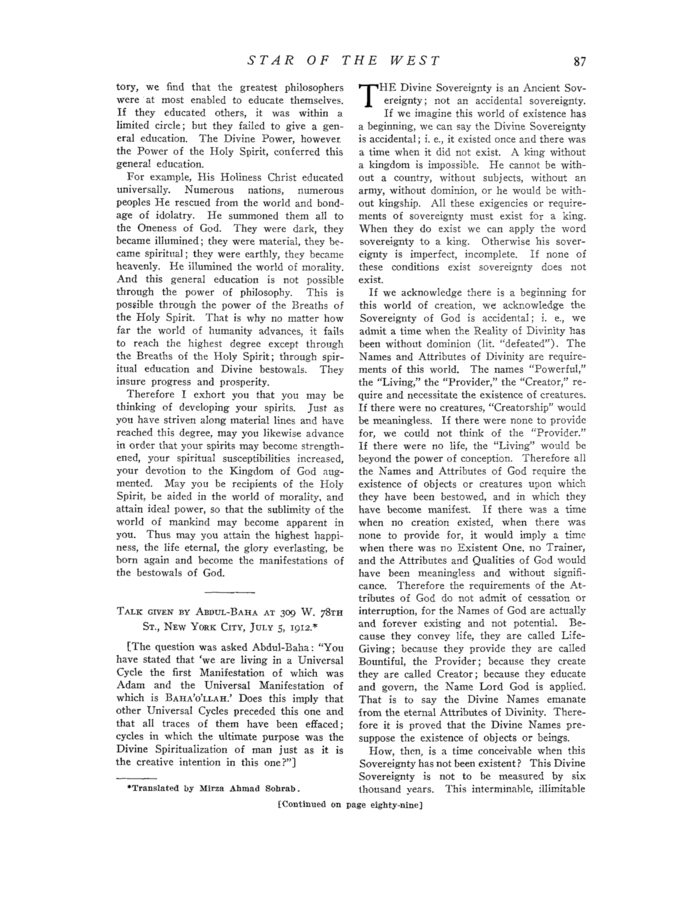 STAR OF THE WEST 87
tory, we find that the greatest philosophers
were at most enabled to educate themselves.
If they educated others, it was within a
limited circle; but they failed to give a gen-
eral education. The Divine Power, however
the Power of the Holy Spirit, conferred this
general education.
For example, His Holiness Christ educated
universally. Numerous nations, numerous
peoples He rescued from the world and bond-
age of idolatry. He summoned them all to
the Oneness of God. They were dark, they
became illumined; they were material, they be-
came spiritual; they were earthly, they became
heavenly. He illumined the world of morality.
And this general education is not possible
through the power of philosophy. This is
possible through the power of the Breaths of
the Holy Spirit. That is why no matter how
far the world of humanity advances, it fails
to reach the highest degree except through
the Breaths of the Holy Spirit; through spir-
itual education and Divine bestowals. They
insure progress and prosperity.
Therefore I exhort you that you may be
thinking of developing your spirits. Just as
you have striven along material lines and have
reached this degree, may you likewise advance
in order that your spirits may become strength-
ened, your spiritual susceptibilities increased,
your devotion to the Kingdom of God aug-
mented. May you be recipients of the Holy
Spirit, be aided in the world of morality, and
attain ideal power, so that the sublimity of the
world of mankind may become apparent in
you. Thus may you attain the highest happi-
ness, the life eternal, the glory everlasting, be
born again and become the manifestations of
the bestowals of God.
TALK GIVEN BY ABDUL-BAHA AT 309 W. 78TH
ST., NEW YORK CITY, JULY 5, 1912.*
[The question was asked Abdul-Baha: "You
have stated that 'we are living in a Universal
Cycle the first Manifestation of which was
Adam and the Universal Manifestation of
which is BAHA'O'LLAH.' Does this imply that
other Universal Cycles preceded this one and
that all traces of them have been effaced;
cycles in which the ultimate purpose was the
Divine Spiritualization of man just as it is
the creative intention in this one?"]
*Translated by Mirza Ahmad Sohrab.
THE Divine Sovereignty is an Ancient Sov-
ereignty; not an accidental sovereignty.
If we imagine this world of existence has
a beginning, we can say the Divine Sovereignty
is accidental; i. e., it existed once and there was
a time when it did not exist. A king without
a kingdom is impossible. He cannot be with-
out a country, without subjects, without an
army, without dominion, or he would be with-
out kingship. All these exigencies or require-
ments of sovereignty must exist for a king.
When they do exist we can apply the word
sovereignty to a king. Otherwise his sover-
eignty is imperfect, incomplete. If none of
these conditions exist sovereignty does not
exist.
If we acknowledge there is a beginning for
this world of creation, we acknowledge the
Sovereignty of God is accidental; i. e., we
admit a time when the Reality of Divinity has
been without dominion (lit. "defeated"). The
Names and Attributes of Divinity are require-
ments of this world. The names "Powerful,"
the "Living," the "Provider," the "Creator," re-
quire and necessitate the existence of creatures.
If there were no creatures, "Creatorship" would
be meaningless. If there were none to provide
for, we could not think of the "Provider."
If there were no life, the "Living" would be
beyond the power of conception. Therefore all
the Names and Attributes of God require the
existence of objects or creatures upon which
they have been bestowed, and in which they
have become manifest. If there was a time
when no creation existed, when there was
none to provide for, it would imply a time
when there was no Existent One, no Trainer,
and the Attributes and Qualities of God would
have been meaningless and without signifi-
cance. Therefore the requirements of the At-
tributes of God do not admit of cessation or
interruption, for the Names of God are actually
and forever existing and not potential. Be-
cause they convey life, they are called Life-
Giving; because they provide they are called
Bountiful, the Provider; because they create
they are called Creator; because they educate
and govern, the Name Lord God is applied.
That is to say the Divine Names emanate
from the eternal Attributes of Divinity. There-
fore it is proved that the Divine Names pre-
suppose the existence of objects or beings.
How, then, is a time conceivable when this
Sovereignty has not been existent? This Divine
Sovereignty is not to be measured by six
thousand years. This interminable, illimitable
[Continued on page eighty-nine]